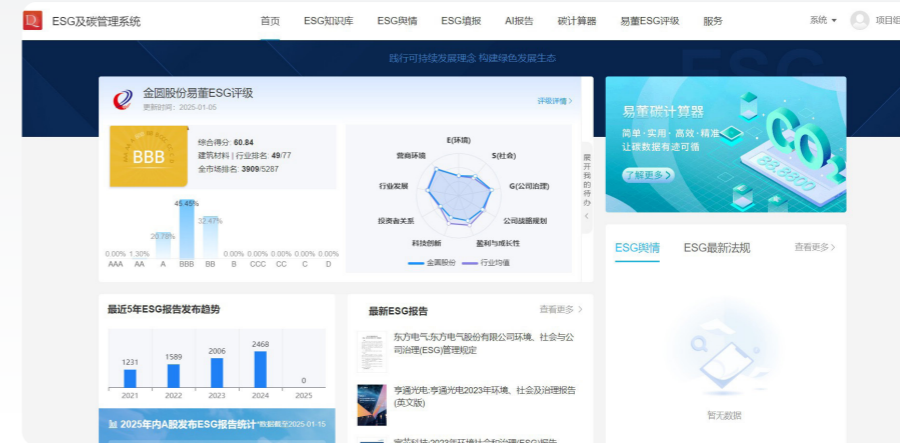 ESG及碳管理系统
首页 ESG知识库 ESG舆情 ESG填报 AI报告 碳计算器 易董ESG评级 服务
系统
项目组
践行可持续发展理念 构建绿色发展生态
ESG
金圆股份易董ESG评级
更新时间: 2025-01-05
评级详情
BBB
综合得分: 60.84
建筑材料 | 行业排名: 49/77
全市场排名: 3909/5287
45.45%
32.47%
20.78%
0.00% 1.30% 0.00% 0.00% 0.00% 0.00% 0.00%
AAA AA A BBB BB B CCC CC C D
E(环境)
S(社会)
G(公司治理)
公司战略规划
盈利与成长性
科技创新
投资者关系
行业发展
营商环境
金圆股份 行业均值
展开我的待办
易董碳计算器
简单·实用·高效·精准
让碳数据有迹可循
了解更多
CO2
88.8800
ESG舆情 ESG最新法规 查看更多
暂无数据
最近5年ESG报告发布趋势
1231 1589 2006 2468 0
2021 2022 2023 2024 2025
2025年内A股发布ESG报告统计 *数据截至2025-01-15
最新ESG报告 查看更多
东方电气:东方电气股份有限公司环境、社会与公
司治理(ESG)管理规定
亨通光电:亨通光电2023年环境、社会及治理报告
(英文版)